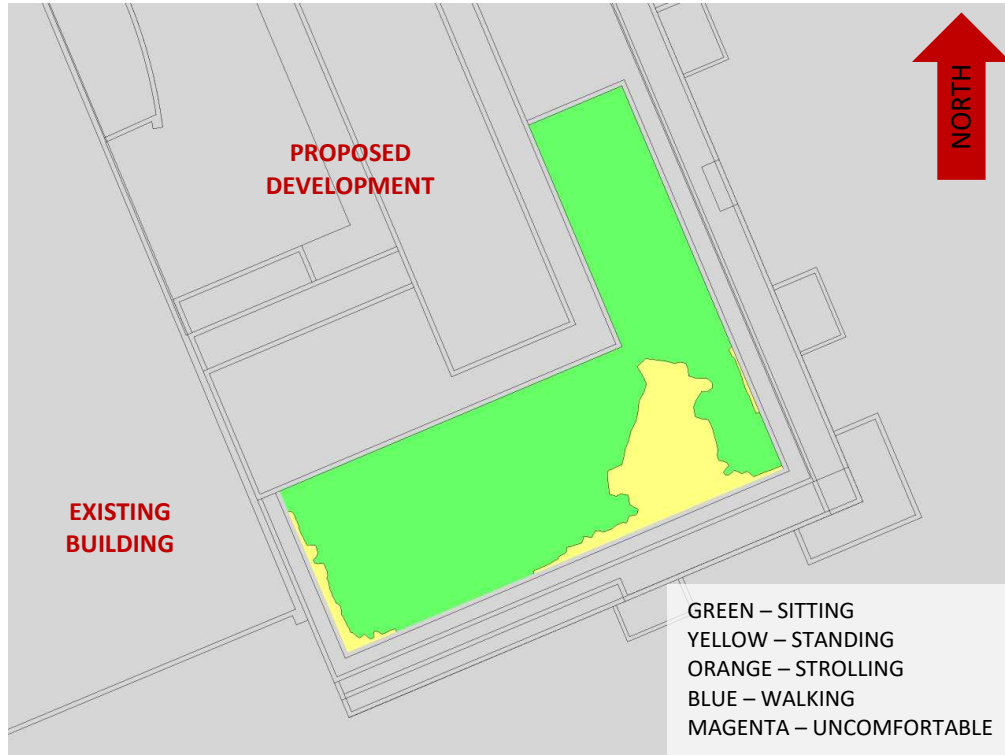 NORTH
PROPOSED
DEVELOPMENT
EXISTING
BUILDING
GREEN – SITTING
YELLOW – STANDING
ORANGE – STROLLING
BLUE – WALKING
MAGENTA – UNCOMFORTABLE